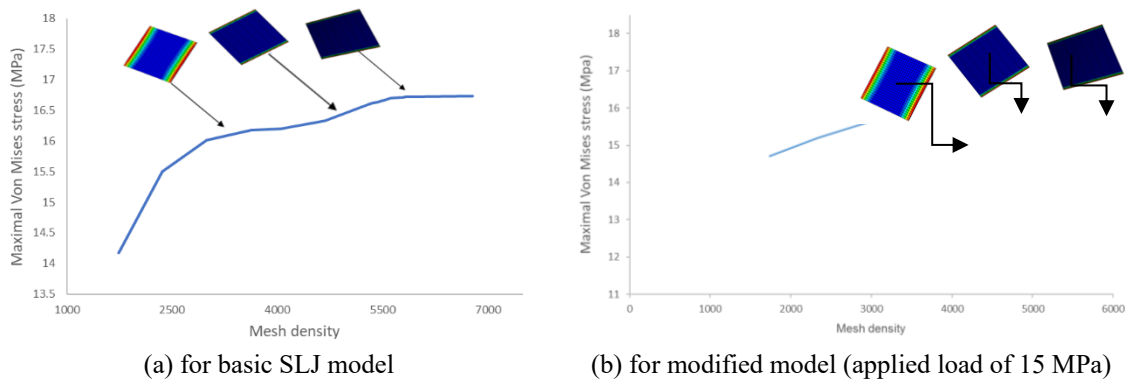 18
17.5
17
16.5
16
15.5
15
14.5
14
13.5
1000 2500 4000 5500 7000
Maximal Von Mises stress (MPa)
Mesh density
(a) for basic SLJ model
18
17
16
15
14
13
12
11
0 1000 2000 3000 4000 5000 6000
Maximal Von Mises stress (Mpa)
Mesh density
(b) for modified model (applied load of 15 MPa)